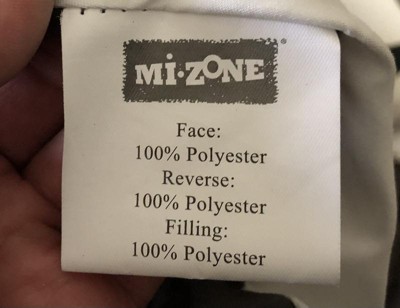 Mi·ZONE
Face:
100% Polyester
Reverse:
100% Polyester
Filling:
100% Polyester